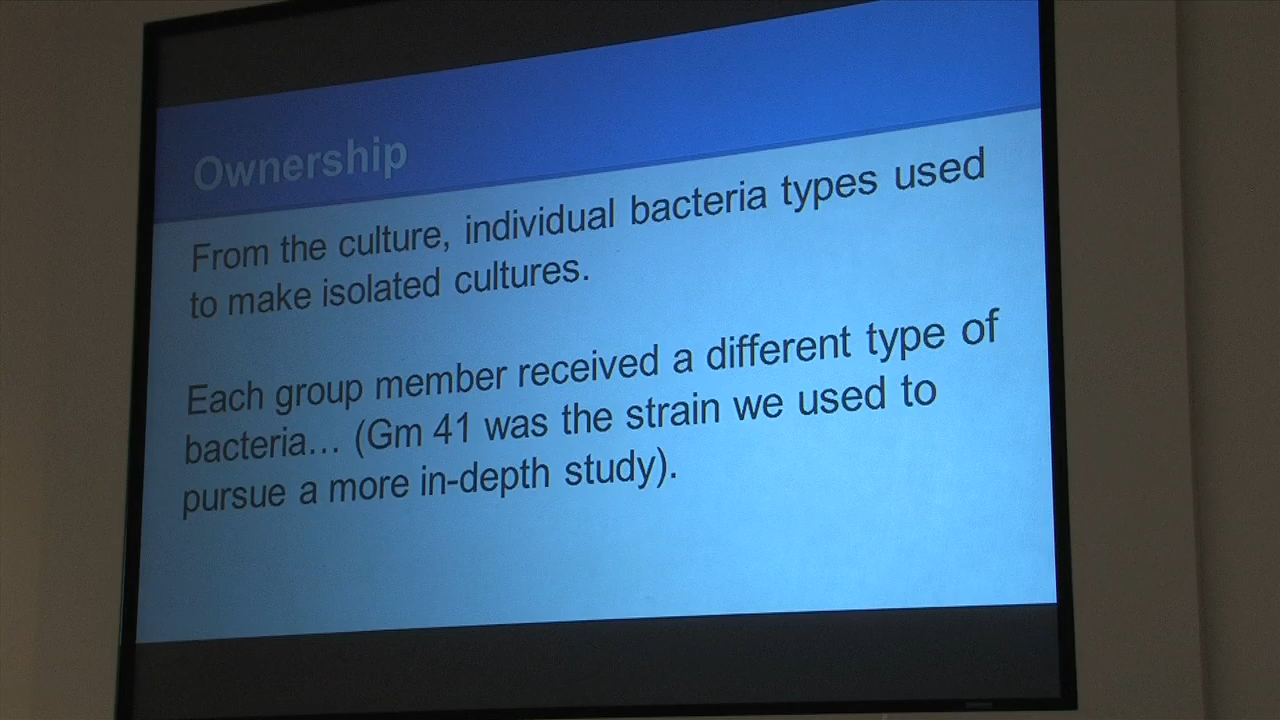 Ownership
From the culture, individual bacteria types used
to make isolated cultures.
Each group member received a different type of
bacteria... (Gm 41 was the strain we used to
pursue a more in-depth study).